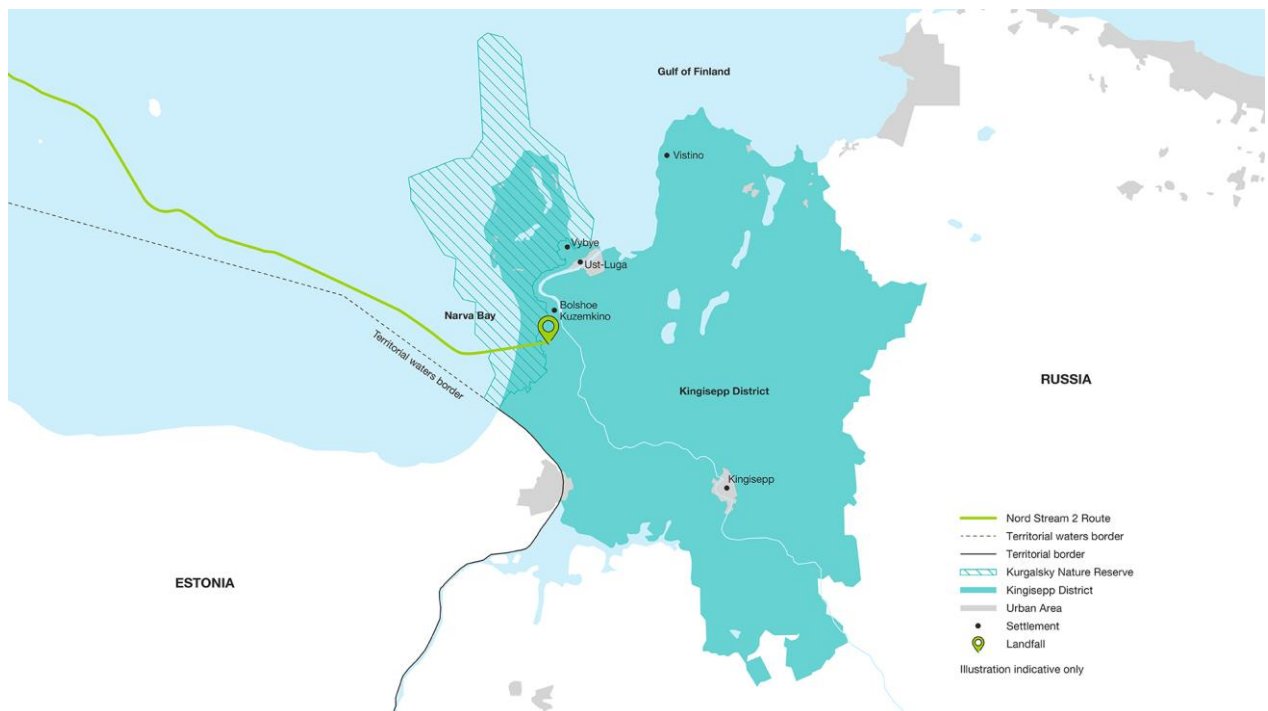 Gulf of Finland
Vistino
Vybye
Ust-Luga
Bolshoe
Kuzemkino
Narva Bay
Territorial waters border
RUSSIA
Kingisepp District
Kingisepp
ESTONIA
Nord Stream 2 Route
Territorial waters border
Territorial border
Kurgalsky Nature Reserve
Kingisepp District
Urban Area
Settlement
Landfall
Illustration indicative only